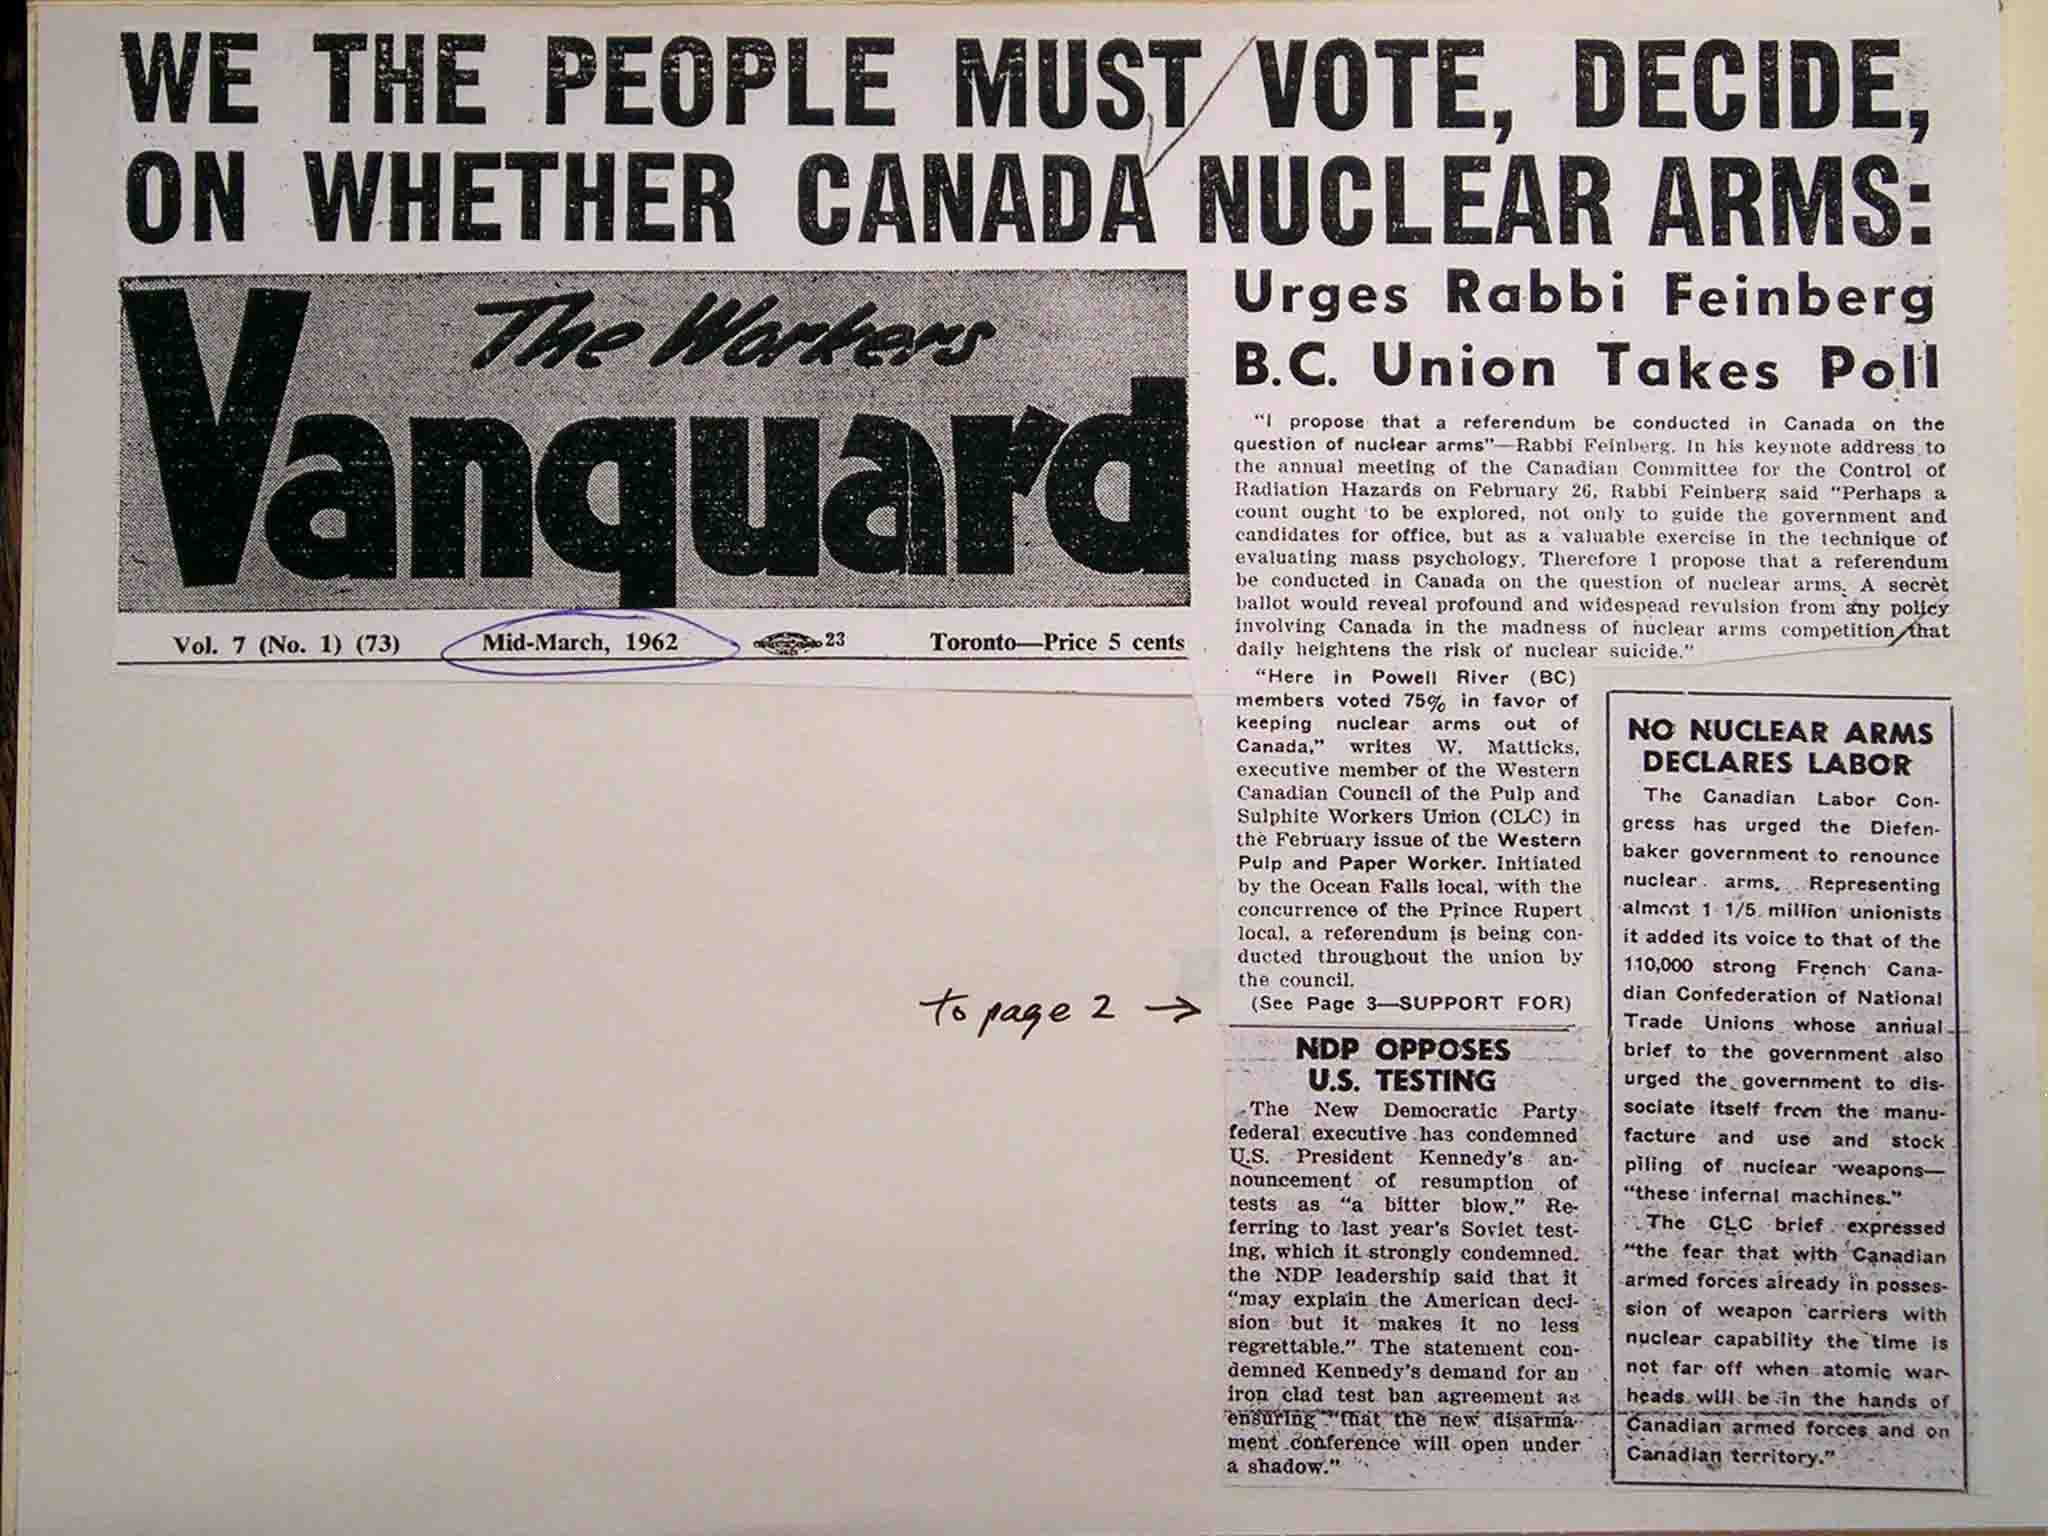 WE THE PEOPLE MUST VOTE, DECIDE,
ON WHETHER CANADA NUCLEAR ARMS:
The Workers
Vanguard
Vol. 7 (No. 1) (73) Mid-March, 1962 23 Toronto—Price 5 cents
Urges Rabbi Feinberg
B.C. Union Takes Poll
"I propose that a referendum be conducted in Canada on the
question of nuclear arms"—Rabbi Feinberg. In his keynote address to
the annual meeting of the Canadian Committee for the Control of
Radiation Hazards on February 26, Rabbi Feinberg said "Perhaps a
count ought to be explored, not only to guide the government and
candidates for office, but as a valuable exercise in the technique of
evaluating mass psychology. Therefore I propose that a referendum
be conducted in Canada on the question of nuclear arms. A secret
ballot would reveal profound and widespread revulsion from any policy
involving Canada in the madness of nuclear arms competition that
daily heightens the risk of nuclear suicide."
"Here in Powell River (BC)
members voted 75% in favor of
keeping nuclear arms out of
Canada," writes W. Matticks,
executive member of the Western
Canadian Council of the Pulp and
Sulphite Workers Union (CLC) in
the February issue of the Western
Pulp and Paper Worker. Initiated
by the Ocean Falls local, with the
concurrence of the Prince Rupert
local, a referendum is being con-
ducted throughout the union by
the council.
(See Page 3—SUPPORT FOR)
to page 2 →
NDP OPPOSES
U.S. TESTING
The New Democratic Party
federal executive has condemned
U.S. President Kennedy's an-
nouncement of resumption of
tests as "a bitter blow." Re-
ferring to last year's Soviet test-
ing, which it strongly condemned,
the NDP leadership said that it
"may explain the American deci-
sion but it makes it no less
regrettable." The statement con-
demned Kennedy's demand for an
iron clad test ban agreement as
ensuring "that the new disarma-
ment conference will open under
a shadow."
NO NUCLEAR ARMS
DECLARES LABOR
The Canadian Labor Con-
gress has urged the Diefen-
baker government to renounce
nuclear arms. Representing
almost 1 1/5 million unionists
it added its voice to that of the
110,000 strong French Cana-
dian Confederation of National
Trade Unions whose annual
brief to the government also
urged the government to dis-
sociate itself from the manu-
facture and use and stock
piling of nuclear weapons—
"these infernal machines."
The CLC brief expressed
"the fear that with Canadian
armed forces already in posses-
sion of weapon carriers with
nuclear capability the time is
not far off when atomic war-
heads will be in the hands of
Canadian armed forces and on
Canadian territory."